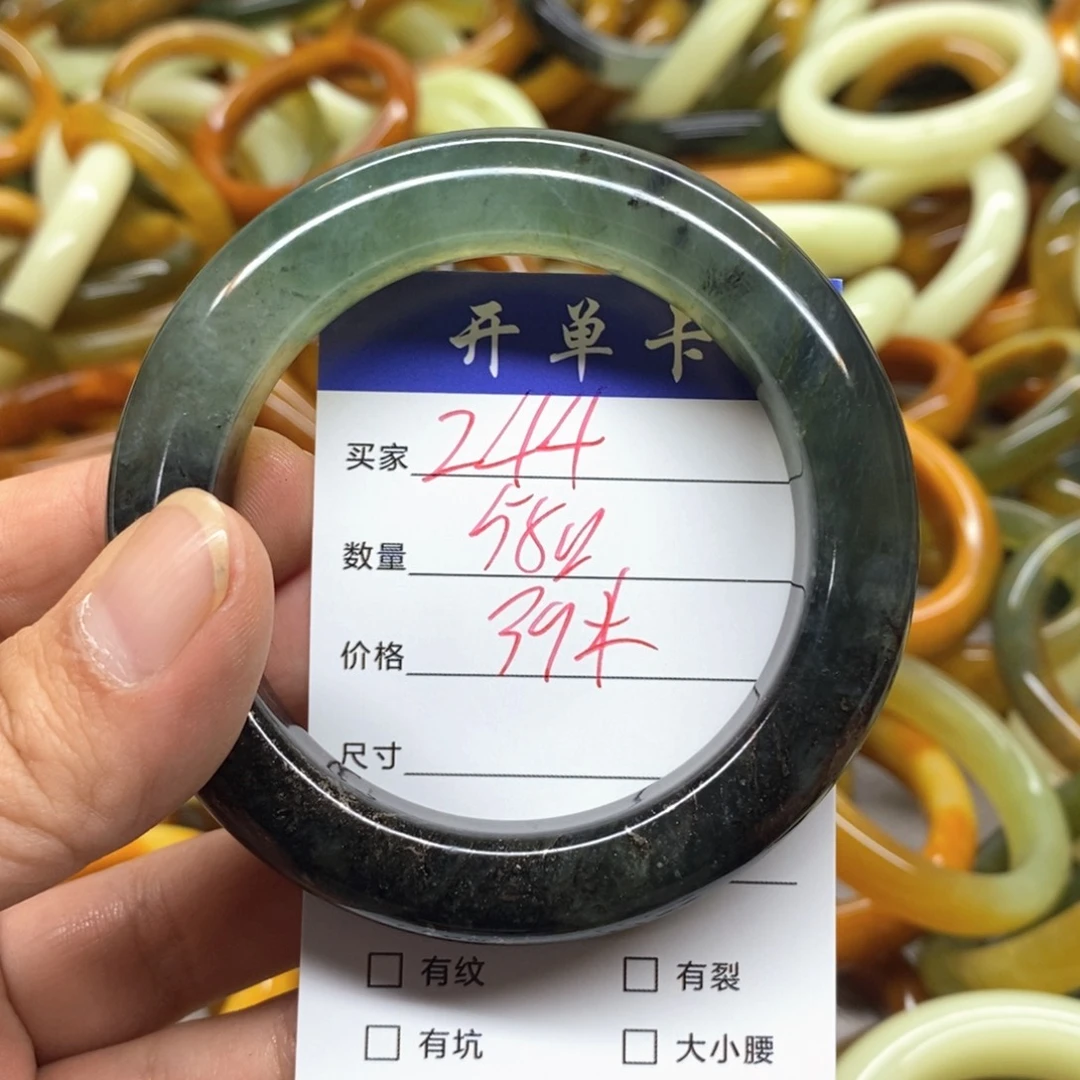 开单卡
买家 244
数量 58
价格 39
尺寸
有纹 有裂
有坑 大小腰